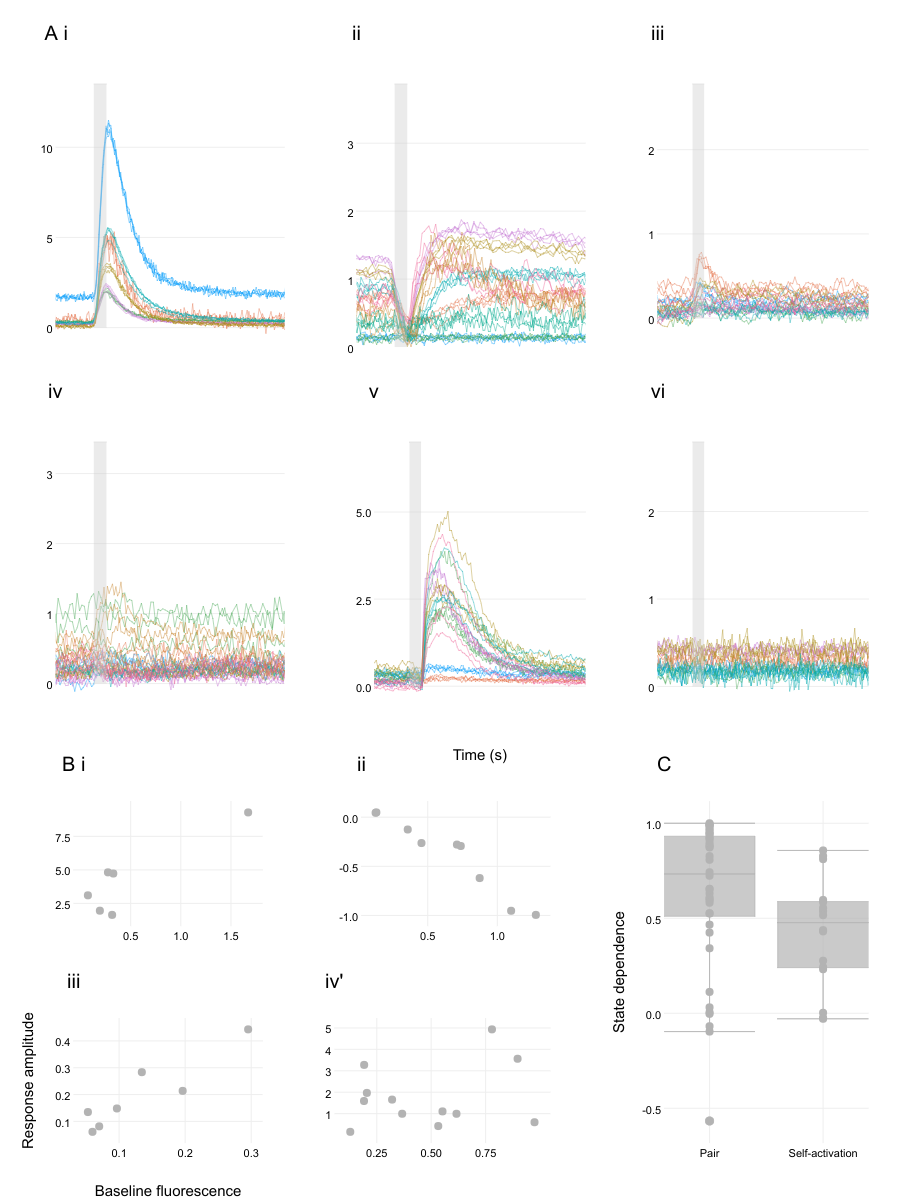 A i
ii
iii
10
5
0
3
2
1
0
2
1
0
iv
v
vi
3
2
1
0
5.0
2.5
0.0
2
1
0
Time (s)
B i
ii
C
7.5
5.0
2.5
0.5 1.0 1.5
0.0
-0.5
-1.0
0.5 1.0
iii
iv'
0.4
0.3
0.2
0.1
0.1 0.2 0.3
5
4
3
2
1
0.25 0.50 0.75
Response amplitude
Baseline fluorescence
State dependence
1.0
0.5
0.0
-0.5
Pair Self-activation